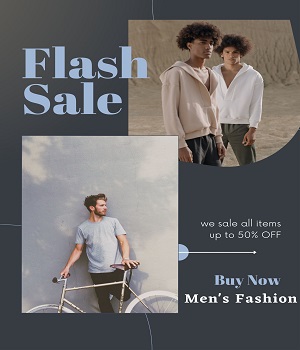 Flash
Sale
we sale all items
up to 50% OFF
Buy Now
Men's Fashion